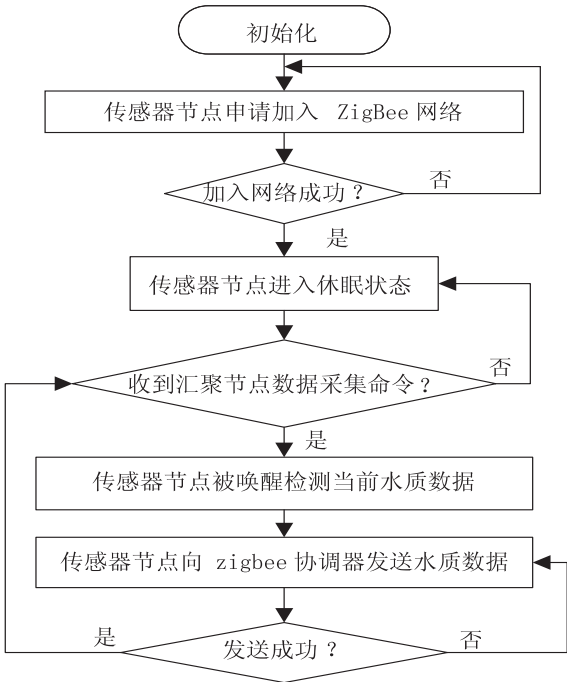 初始化
传感器节点申请加入 ZigBee 网络
加入网络成功？
否
是
传感器节点进入休眠状态
收到汇聚节点数据采集命令？
否
是
传感器节点被唤醒检测当前水质数据
传感器节点向 zigbee 协调器发送水质数据
是
发送成功？
否